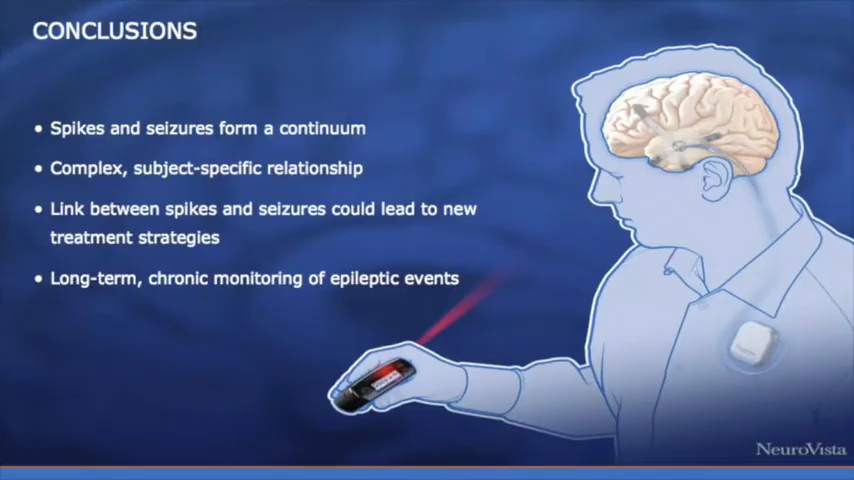 CONCLUSIONS
• Spikes and seizures form a continuum
• Complex, subject-specific relationship
• Link between spikes and seizures could lead to new
treatment strategies
• Long-term, chronic monitoring of epileptic events
NEUROVISTA